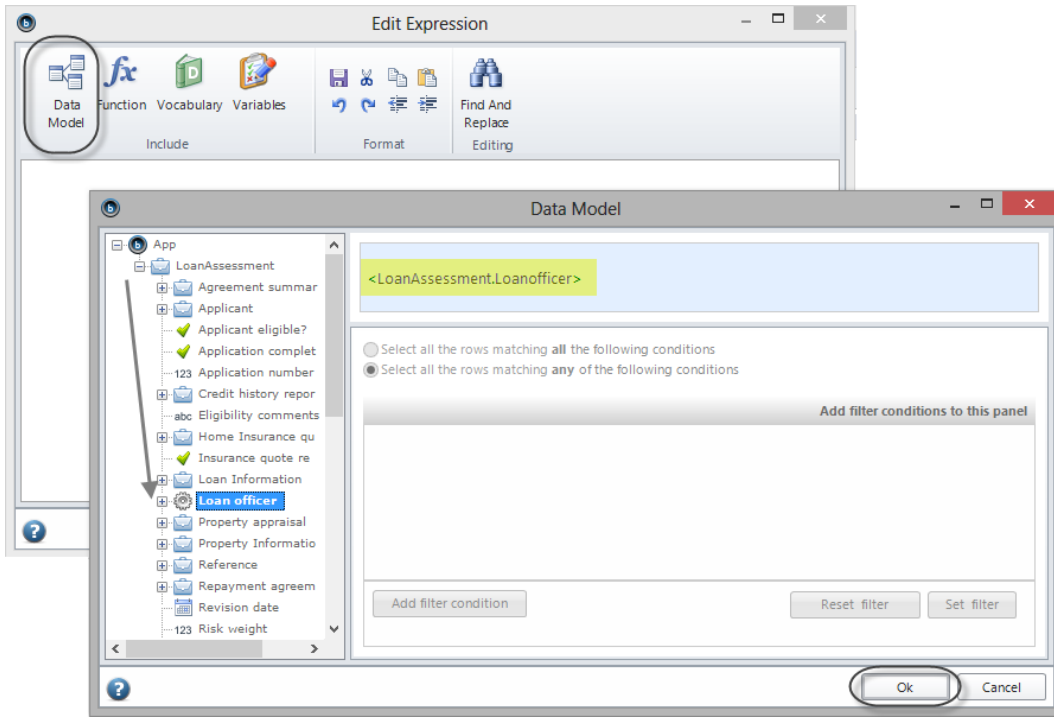 Edit Expression
Data Model
Function
Vocabulary
Variables
Find And Replace
Include
Format
Editing
Data Model
App
LoanAssessment
Agreement summar
Applicant
Applicant eligible?
Application complet
123 Application number
Credit history repor
abc Eligibility comments
Home Insurance qu
Insurance quote re
Loan Information
Loan officer
Property appraisal
Property Informatio
Reference
Repayment agreem
Revision date
123 Risk weight
<LoanAssessment.Loanofficer>
Select all the rows matching all the following conditions
Select all the rows matching any of the following conditions
Add filter conditions to this panel
Add filter condition
Reset filter
Set filter
Ok
Cancel